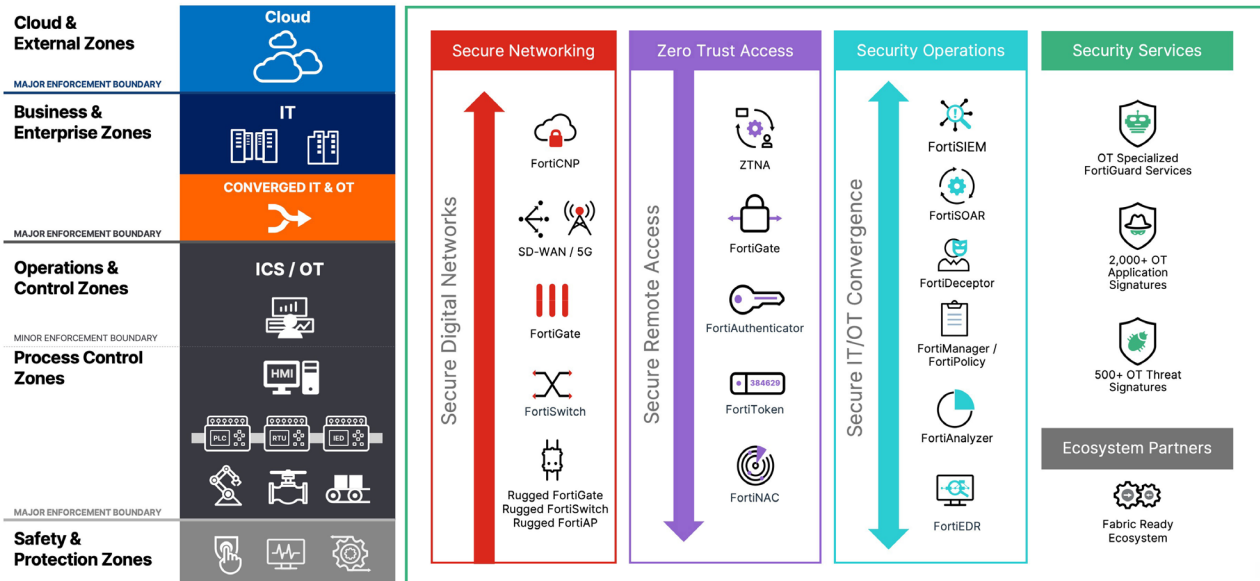 Cloud &
External Zones
MAJOR ENFORCEMENT BOUNDARY
Business &
Enterprise Zones
MAJOR ENFORCEMENT BOUNDARY
Operations &
Control Zones
MINOR ENFORCEMENT BOUNDARY
Process Control
Zones
MAJOR ENFORCEMENT BOUNDARY
Safety &
Protection Zones
Cloud
IT
CONVERGED IT & OT
ICS / OT
HMI
PLC
RTU
IED
Secure Networking
Secure Digital Networks
FortiCNP
SD-WAN / 5G
FortiGate
FortiSwitch
Rugged FortiGate
Rugged FortiSwitch
Rugged FortiAP
Zero Trust Access
Secure Remote Access
ZTNA
FortiGate
FortiAuthenticator
384629
FortiToken
FortiNAC
Security Operations
Secure IT/OT Convergence
FortiSIEM
FortiSOAR
FortiDeceptor
FortiManager /
FortiPolicy
FortiAnalyzer
FortiEDR
Security Services
OT Specialized
FortiGuard Services
2,000+ OT
Application
Signatures
500+ OT Threat
Signatures
Ecosystem Partners
Fabric Ready
Ecosystem